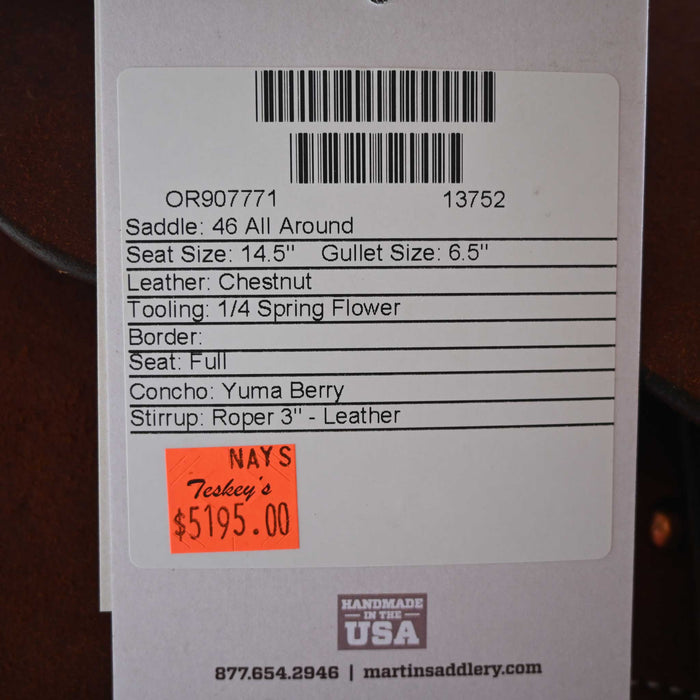 OR907771 13752
Saddle: 46 All Around
Seat Size: 14.5" Gullet Size: 6.5"
Leather: Chestnut
Tooling: 1/4 Spring Flower
Border:
Seat: Full
Concho: Yuma Berry
Stirrup: Roper 3" - Leather
NAYS
Teskey's
$5195.00
HANDMADE
IN THE
USA
877.654.2946 | martinsaddlery.com